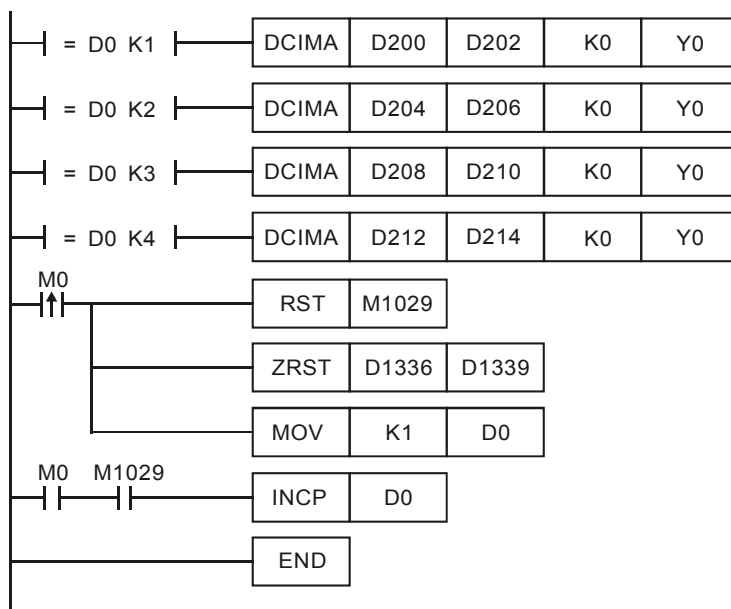 = D0 K1 DCIMA D200 D202 K0 Y0
= D0 K2 DCIMA D204 D206 K0 Y0
= D0 K3 DCIMA D208 D210 K0 Y0
= D0 K4 DCIMA D212 D214 K0 Y0
M0
RST M1029
ZRST D1336 D1339
MOV K1 D0
M0 M1029
INCP D0
END